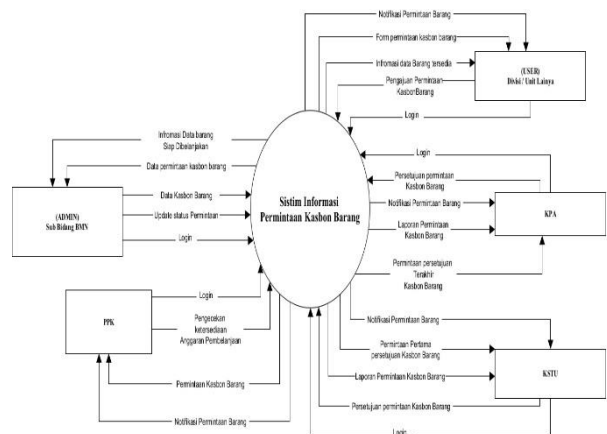 Notifikasi Permintaan Barang
Form permintaan kasbon barang
Infromasi data Barang tersedia
Pengajuan Permintaan
KasbonBarang
Login
(USER)
Divisi / Unit Lainya
Infromasi Data barang
Siap Dibelanjakan
Data permintaan kasbon barang
Data Kasbon Barang
Update status Permintaan
Login
(ADMIN)
Sub Bidang BMN
Sistim Informasi
Permintaan Kasbon Barang
Login
Persetujuan permintaan
Kasbon Barang
Notifikasi Permintaan Barang
Laporan Permintaan
Kasbon Barang
Permintaan persetujuan
Terakhir
Kasbon Barang
KPA
PPK
Login
Pengecekan
ketersediaan
Anggaran Pembelanjaan
Permintaan Kasbon Barang
Notifikasi Permintaan Barang
Notifikasi Permintaan Barang
Permintaan Pertama
persetujuan Kasbon Barang
Laporan Permintaan Kasbon Barang
Persetujuan permintaan Kasbon Barang
Login
KSTU